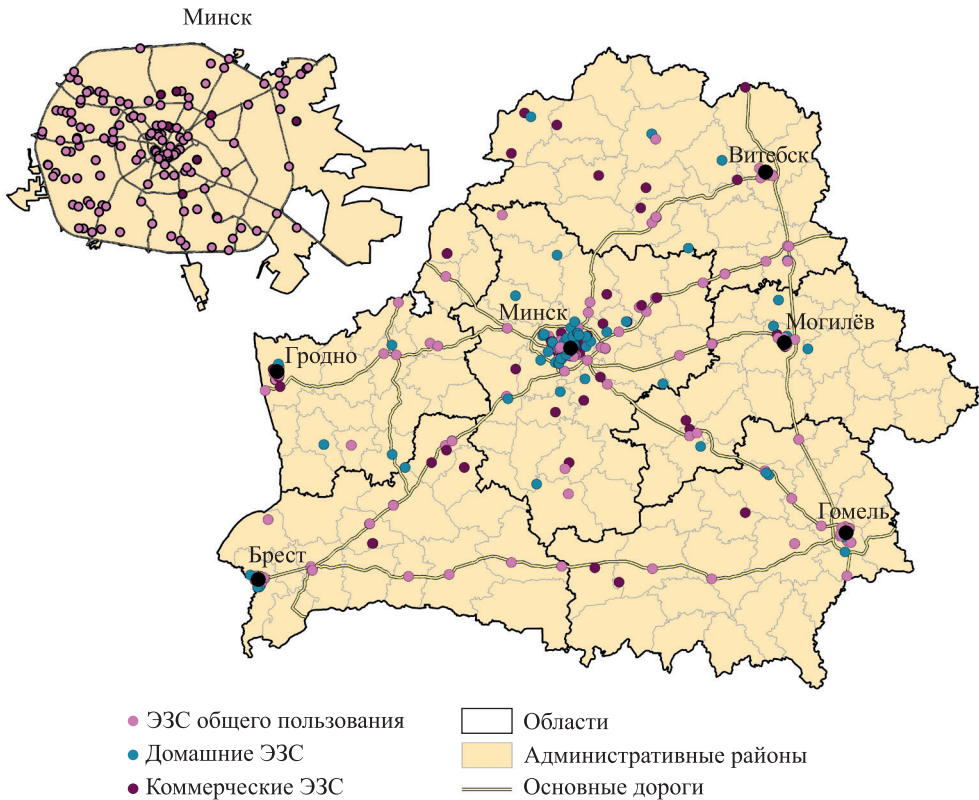 Минск
Витебск
Минск
Могилёв
Гродно
Гомель
Брест
ЭЗС общего пользования
Домашние ЭЗС
Коммерческие ЭЗС
Области
Административные районы
Основные дороги